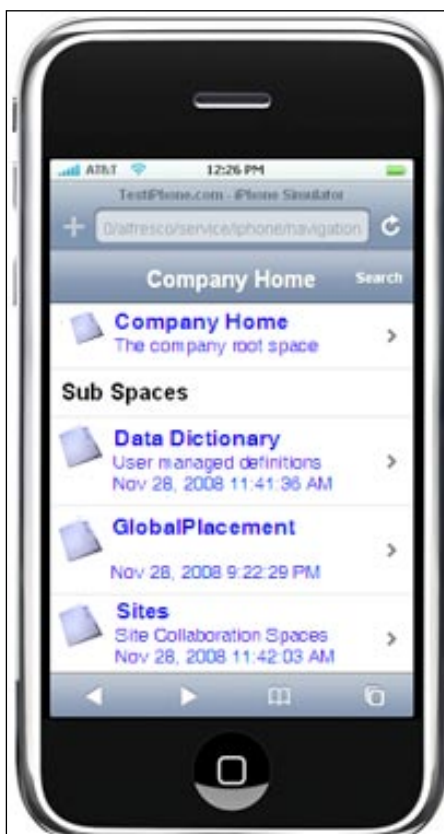 AT&T 12:26 PM
TestiPhone.com - iPhone Simulator
0/alfresco/service/iphone/navigation
Company Home Search
Company Home
The company root space
Sub Spaces
Data Dictionary
User managed definitions
Nov 28, 2008 11:41:36 AM
GlobalPlacement
Nov 28, 2008 9:22:29 PM
Sites
Site Collaboration Spaces
Nov 28, 2008 11:42:03 AM